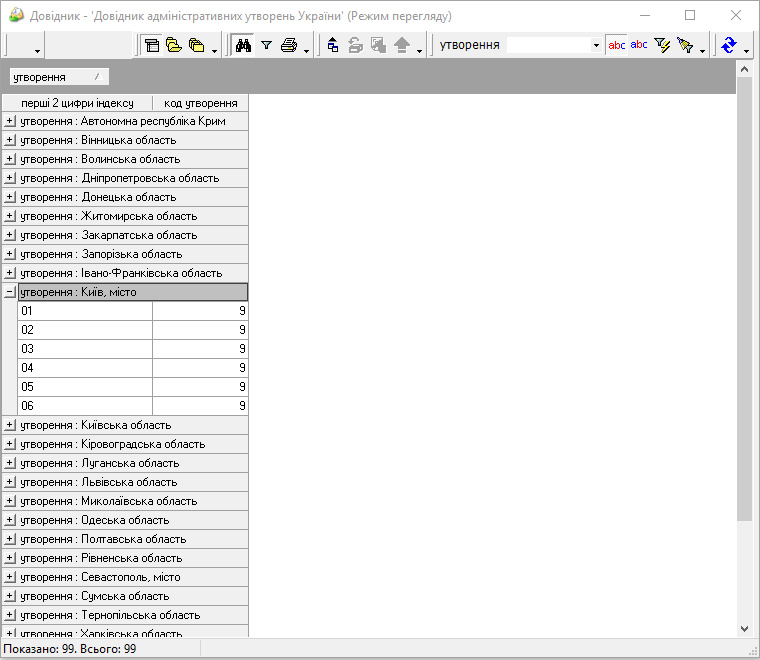 Довідник - 'Довідник адміністративних утворень України' (Режим перегляду)
утворення abc abc
утворення
перші 2 цифри індексу код утворення
утворення : Автономна республіка Крим
утворення : Вінницька область
утворення : Волинська область
утворення : Дніпропетровська область
утворення : Донецька область
утворення : Житомирська область
утворення : Закарпатська область
утворення : Запорізька область
утворення : Івано-Франківська область
утворення : Київ, місто
01 9
02 9
03 9
04 9
05 9
06 9
утворення : Київська область
утворення : Кіровоградська область
утворення : Луганська область
утворення : Львівська область
утворення : Миколаївська область
утворення : Одеська область
утворення : Полтавська область
утворення : Рівненська область
утворення : Севастополь, місто
утворення : Сумська область
утворення : Тернопільська область
утворення : Харківська область
Показано: 99. Всього: 99